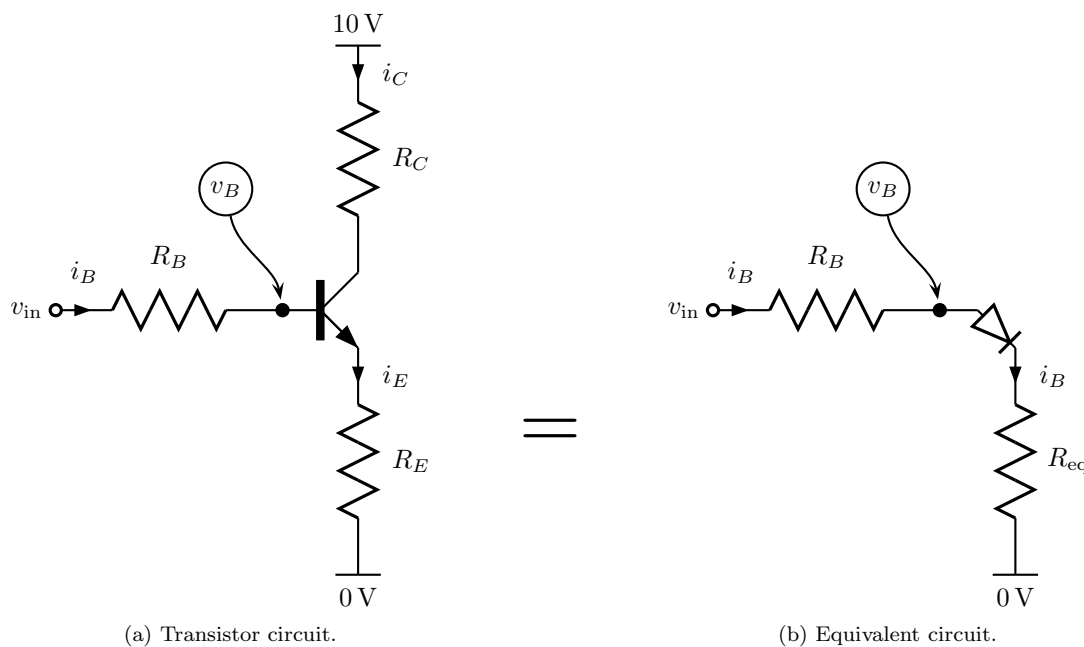 10 V
i_C
R_C
v_B
R_B
i_B
v_in
i_E
R_E
0 V
(a) Transistor circuit.
=
v_B
R_B
i_B
v_in
i_B
R_eq
0 V
(b) Equivalent circuit.